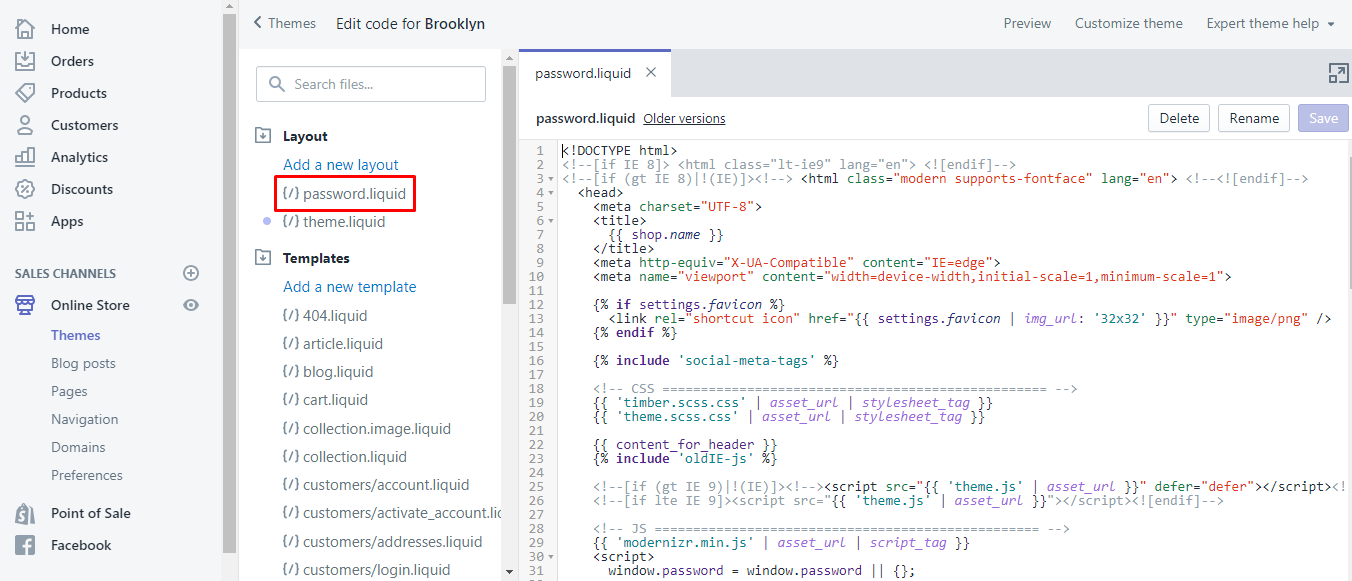 Home
Orders
Products
Customers
Analytics
Discounts
Apps
SALES CHANNELS
Online Store
Themes
Blog posts
Pages
Navigation
Domains
Preferences
Point of Sale
Facebook
Themes Edit code for Brooklyn
Preview Customize theme Expert theme help
Search files...
Layout
Add a new layout
{/} password.liquid
{/} theme.liquid
Templates
Add a new template
{/} 404.liquid
{/} article.liquid
{/} blog.liquid
{/} cart.liquid
{/} collection.image.liquid
{/} collection.liquid
{/} customers/account.liquid
{/} customers/activate_account.lic
{/} customers/addresses.liquid
{/} customers/login.liquid
password.liquid ×
password.liquid Older versions Delete Rename Save
1 <!DOCTYPE html>
2 <!--[if IE 8]> <html class="lt-ie9" lang="en"> <![endif]-->
3 <!--[if (gt IE 8)|!(IE)]><!--> <html class="modern supports-fontface" lang="en"> <!--<![endif]-->
4 <head>
5 <meta charset="UTF-8">
6 <title>
7 {{ shop.name }}
8 </title>
9 <meta http-equiv="X-UA-Compatible" content="IE=edge">
10 <meta name="viewport" content="width=device-width,initial-scale=1,minimum-scale=1">
11
12 {% if settings.favicon %}
13 <link rel="shortcut icon" href="{{ settings.favicon | img_url: '32x32' }}" type="image/png" />
14 {% endif %}
15
16 {% include 'social-meta-tags' %}
17
18 <!-- CSS ================================================== -->
19 {{ 'timber.scss.css' | asset_url | stylesheet_tag }}
20 {{ 'theme.scss.css' | asset_url | stylesheet_tag }}
21
22 {{ content_for_header }}
23 {% include 'oldIE-js' %}
24
25 <!--[if (gt IE 9)|!(IE)]><!--><script src="{{ 'theme.js' | asset_url }}" defer="defer"></script><!
26 <!--[if lte IE 9]><script src="{{ 'theme.js' | asset_url }}"></script><![endif]-->
27
28 <!-- JS ================================================== -->
29 {{ 'modernizr.min.js' | asset_url | script_tag }}
30 <script>
31 window.password = window.password || {};